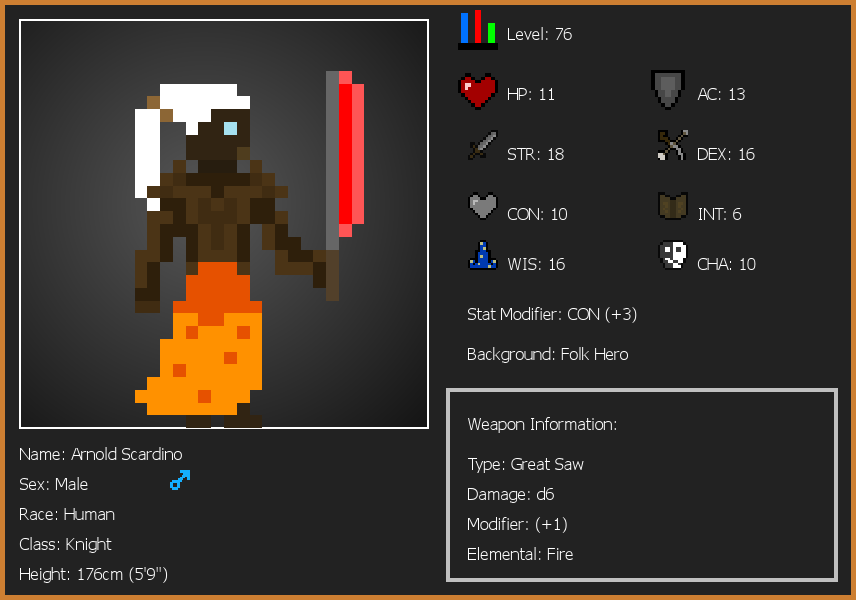 Level: 76
HP: 11
AC: 13
STR: 18
DEX: 16
CON: 10
INT: 6
WIS: 16
CHA: 10
Stat Modifier: CON (+3)
Background: Folk Hero
Weapon Information:
Type: Great Saw
Damage: d6
Modifier: (+1)
Elemental: Fire
Name: Arnold Scardino
Sex: Male
Race: Human
Class: Knight
Height: 176cm (5'9")